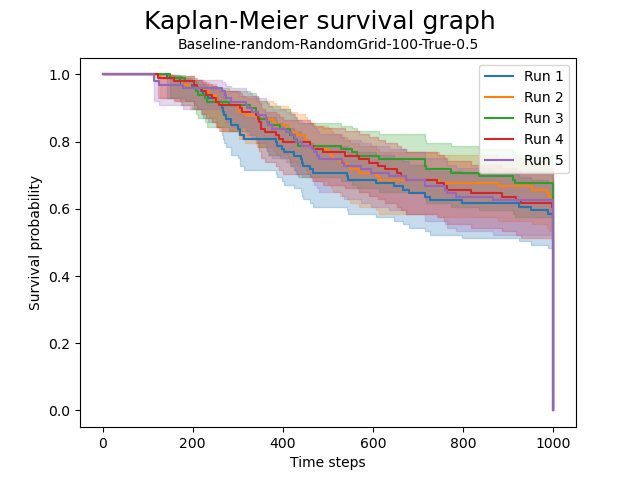 Kaplan-Meier survival graph
Baseline-random-RandomGrid-100-True-0.5
Survival probability
1.0
0.8
0.6
0.4
0.2
0.0
Run 1
Run 2
Run 3
Run 4
Run 5
0 200 400 600 800 1000
Time steps